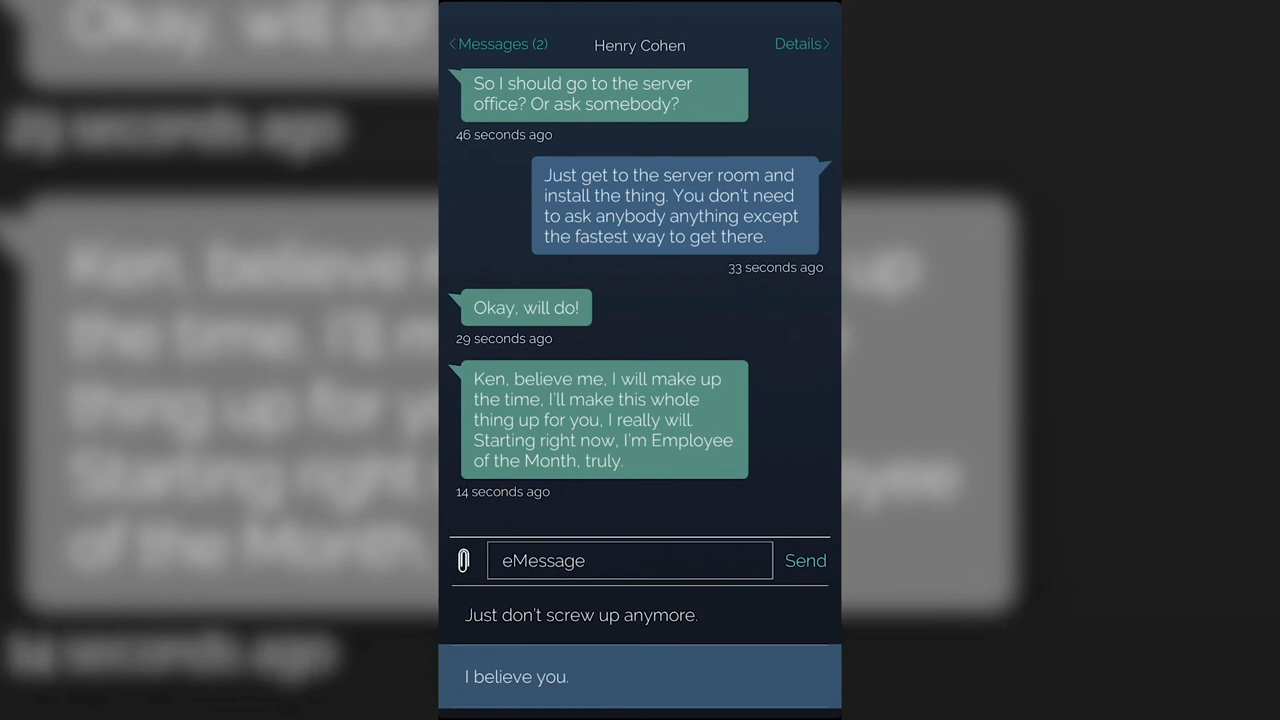 Messages (2)
Henry Cohen
Details
So I should go to the server
office? Or ask somebody?
46 seconds ago
Just get to the server room and
install the thing. You don't need
to ask anybody anything except
the fastest way to get there.
33 seconds ago
Okay, will do!
29 seconds ago
Ken, believe me, I will make up
the time, I'll make this whole
thing up for you, I really will.
Starting right now, I'm Employee
of the Month, truly.
14 seconds ago
eMessage
Send
Just don't screw up anymore.
I believe you.